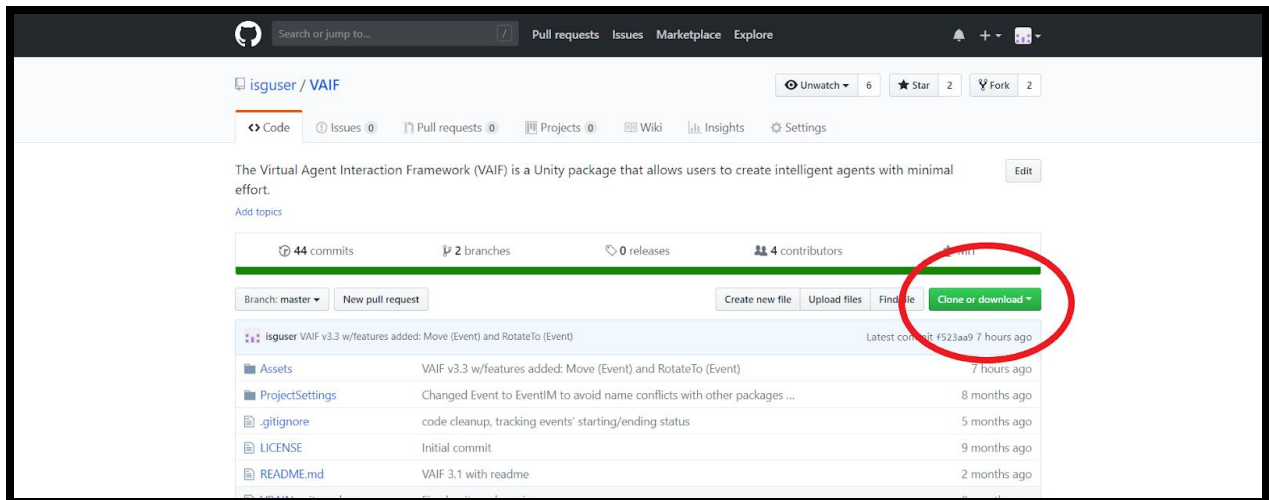 Search or jump to... / Pull requests Issues Marketplace Explore
isguser / VAIF Unwatch 6 Star 2 Fork 2
Code Issues 0 Pull requests 0 Projects 0 Wiki Insights Settings
The Virtual Agent Interaction Framework (VAIF) is a Unity package that allows users to create intelligent agents with minimal
effort.
Edit
Add topics
44 commits 2 branches 0 releases 4 contributors
Branch: master New pull request Create new file Upload files Clone or download
isguser VAIF v3.3 w/features added: Move (Event) and RotateTo (Event) Latest commit f523aa9 7 hours ago
Assets VAIF v3.3 w/features added: Move (Event) and RotateTo (Event) 7 hours ago
ProjectSettings Changed Event to EventIM to avoid name conflicts with other packages ... 8 months ago
.gitignore code cleanup, tracking events' starting/ending status 5 months ago
LICENSE Initial commit 9 months ago
README.md VAIF 3.1 with readme 2 months ago